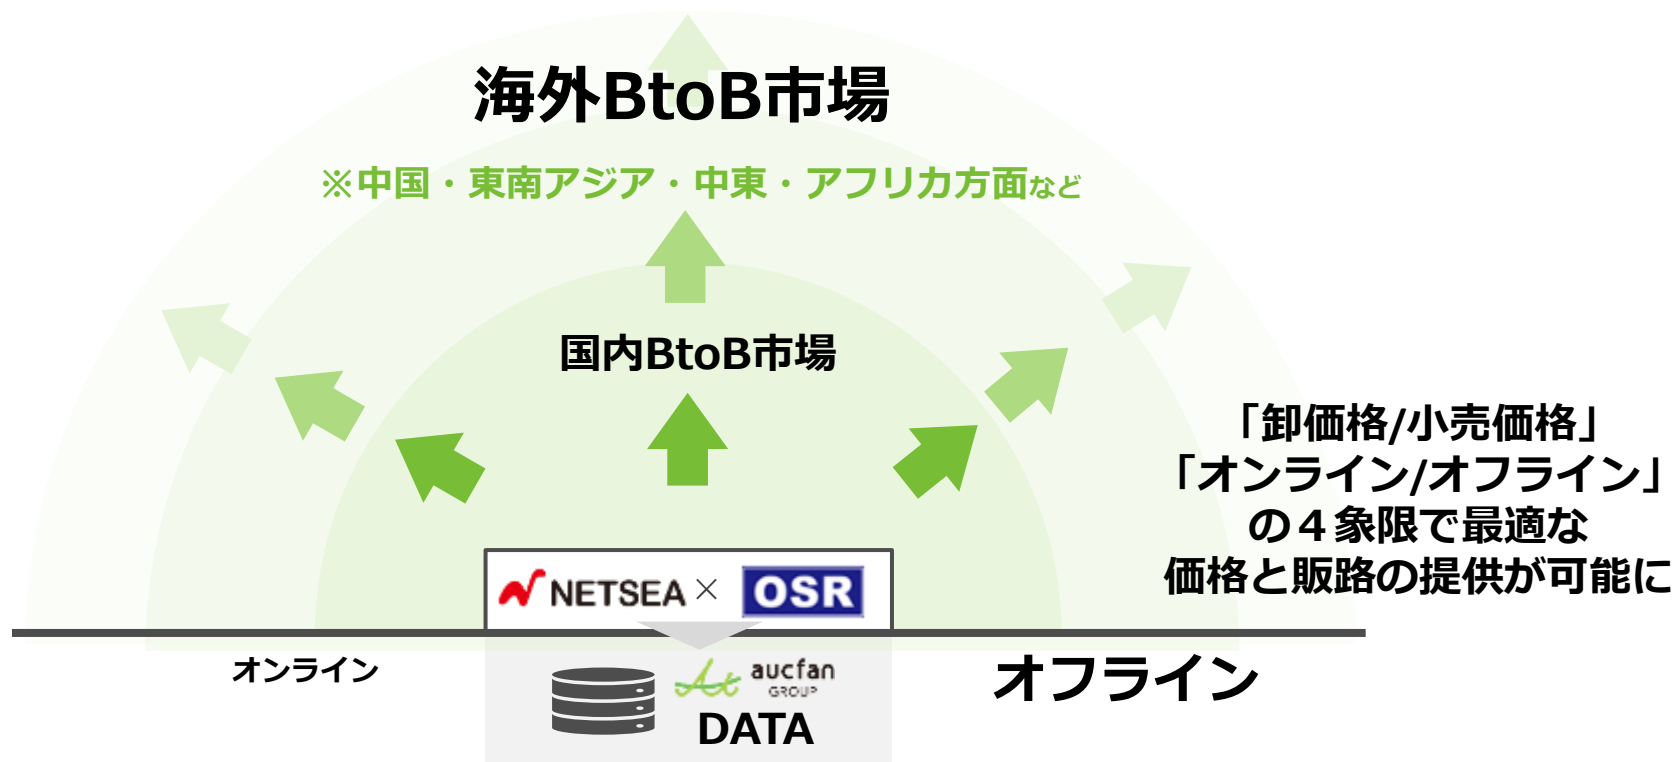 海外BtoB市場
※中国・東南アジア・中東・アフリカ方面など
国内BtoB市場
「卸価格/小売価格」
「オンライン/オフライン」
の４象限で最適な
価格と販路の提供が可能に
NETSEA × OSR
オンライン
aucfan
GROUP
DATA
オフライン